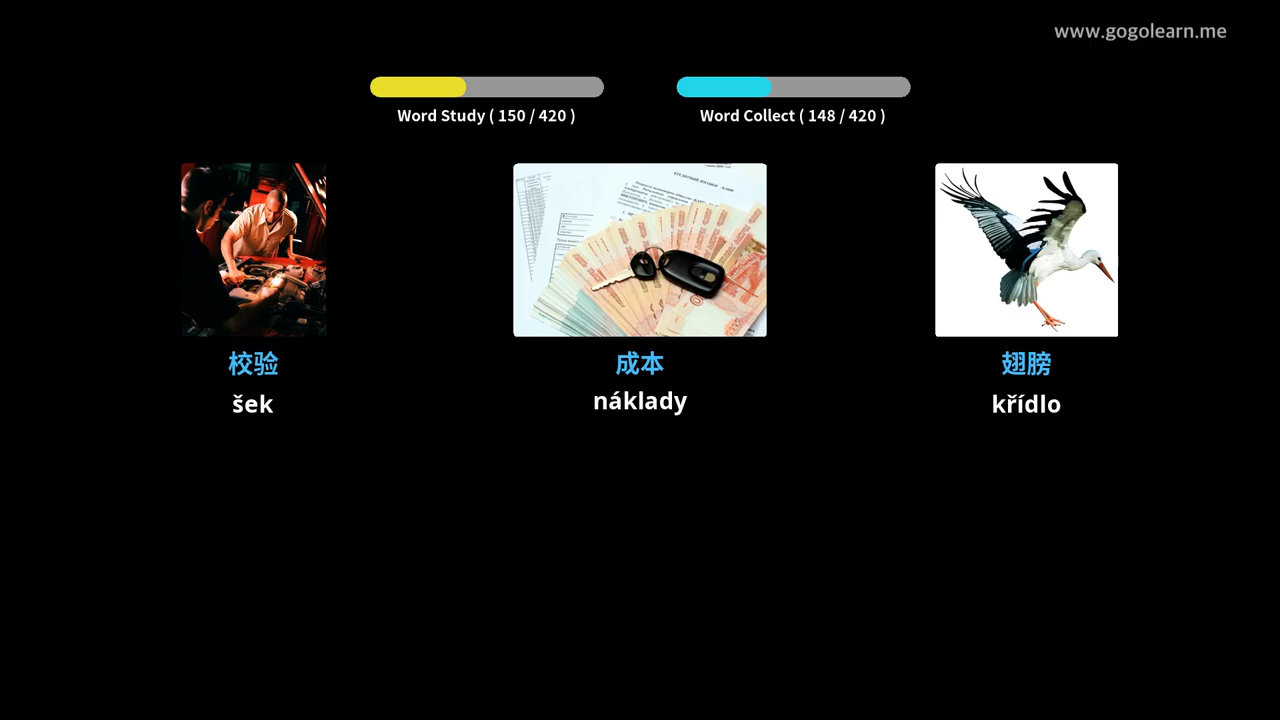 www.gogolearn.me
Word Study ( 150 / 420 )
Word Collect ( 148 / 420 )
校验
成本
翅膀
šek
náklady
křídlo